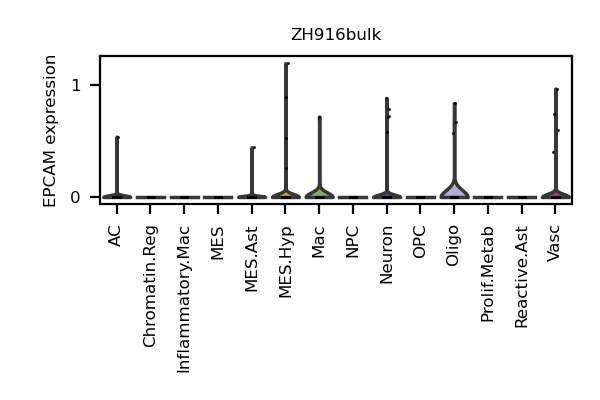 ZH916bulk
EPCAM expression
1
0
AC
Chromatin.Reg
Inflammatory.Mac
MES
MES.Ast
MES.Hyp
Mac
NPC
Neuron
OPC
Oligo
Prolif.Metab
Reactive.Ast
Vasc